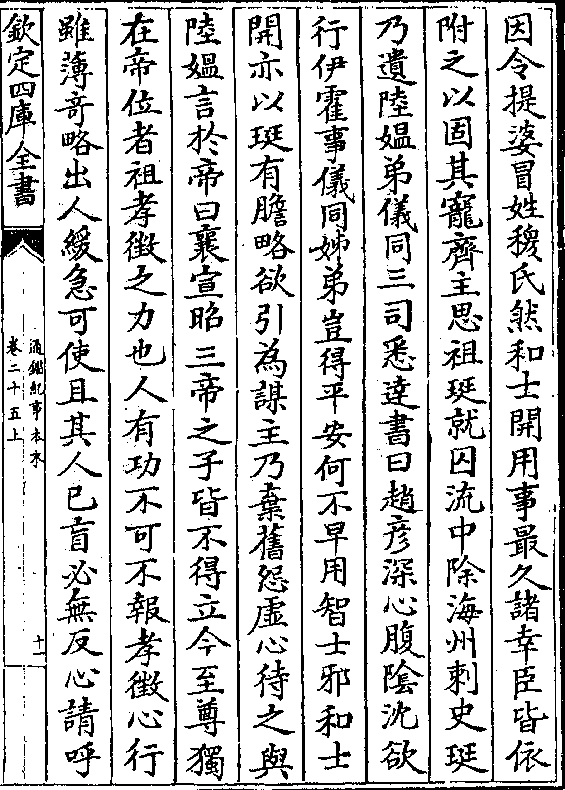 因令提婆冒姓穆氏然和士開用事最久諸幸臣皆依
附之以固其寵齊主思祖珽就囚流中除海州刺史珽
乃遺陸媼弟儀同三司悉達書曰趙彥深心腹陰沈欲
行伊霍事儀同姊弟豈得平安何不早用智士邪和士
開亦以珽有膽略欲引為謀主乃棄舊怨虛心待之與
陸媼言於帝曰襄宣昭三帝之子皆不得立今至尊獨
在帝位者祖孝徵之力也人有功不可不報孝徵心行
雖薄奇略出人緩急可使且其人已盲必無反心請呼
欽定四庫全書
通鑑紀事本末
卷二十五上
十一